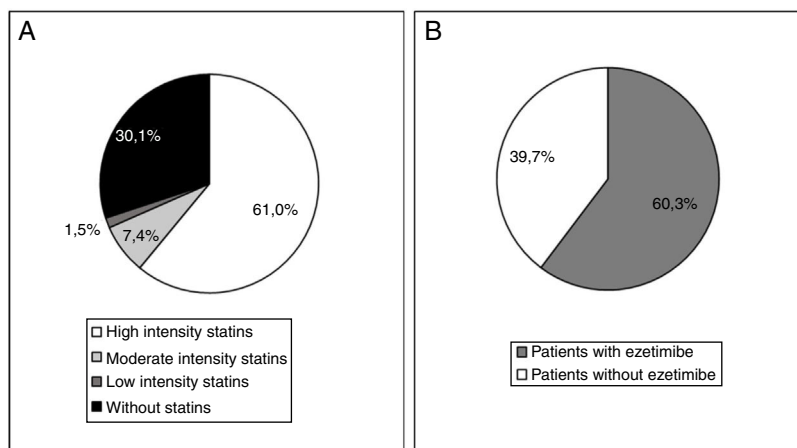 A
30,1%
61,0%
1,5%
7,4%
High intensity statins
Moderate intensity statins
Low intensity statins
Without statins
B
39,7%
60,3%
Patients with ezetimibe
Patients without ezetimibe